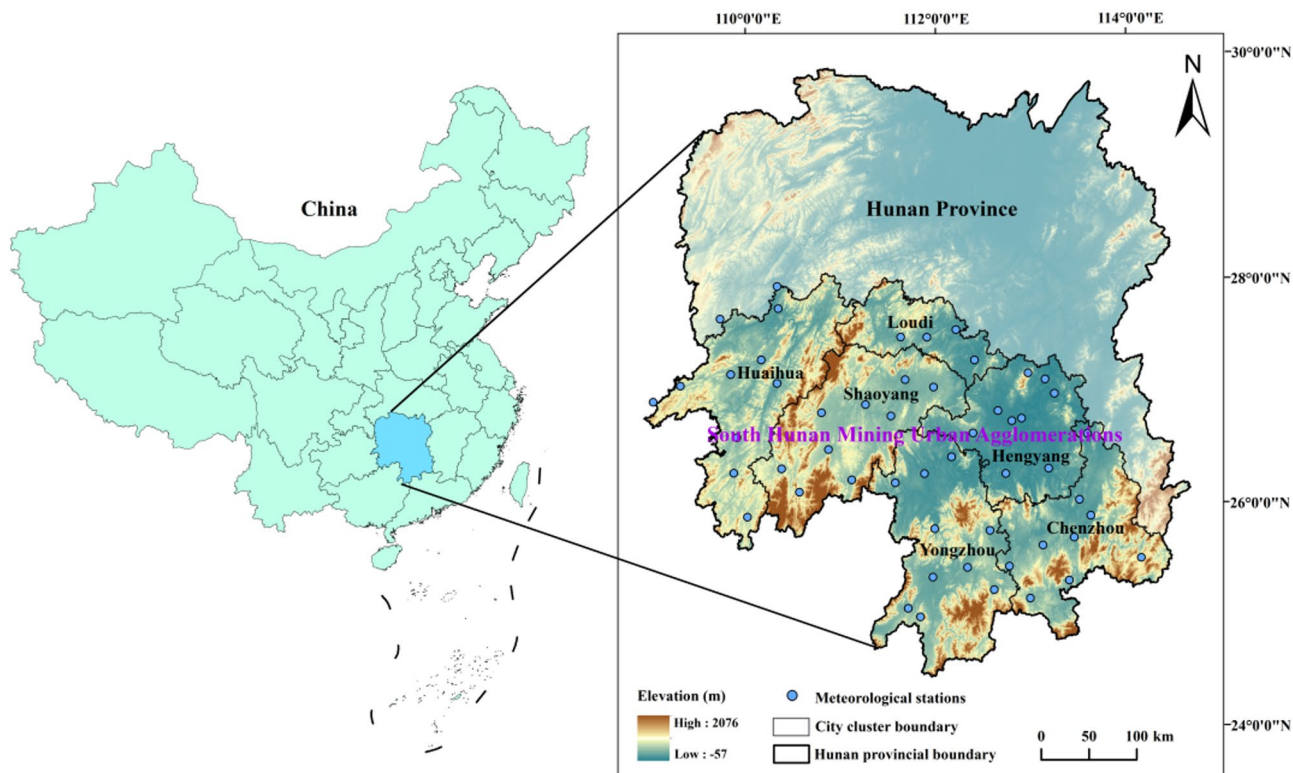 110°0'0"E 112°0'0"E 114°0'0"E
30°0'0"N
N
China
Hunan Province
28°0'0"N
Loudi
Huaihua
Shaoyang
South Hunan Mining Urban Agglomerations
Hengyang
26°0'0"N
Chenzhou
Yongzhou
Elevation (m)
High : 2076
Low : -57
Meteorological stations
City cluster boundary
Hunan provincial boundary
0 50 100 km
24°0'0"N